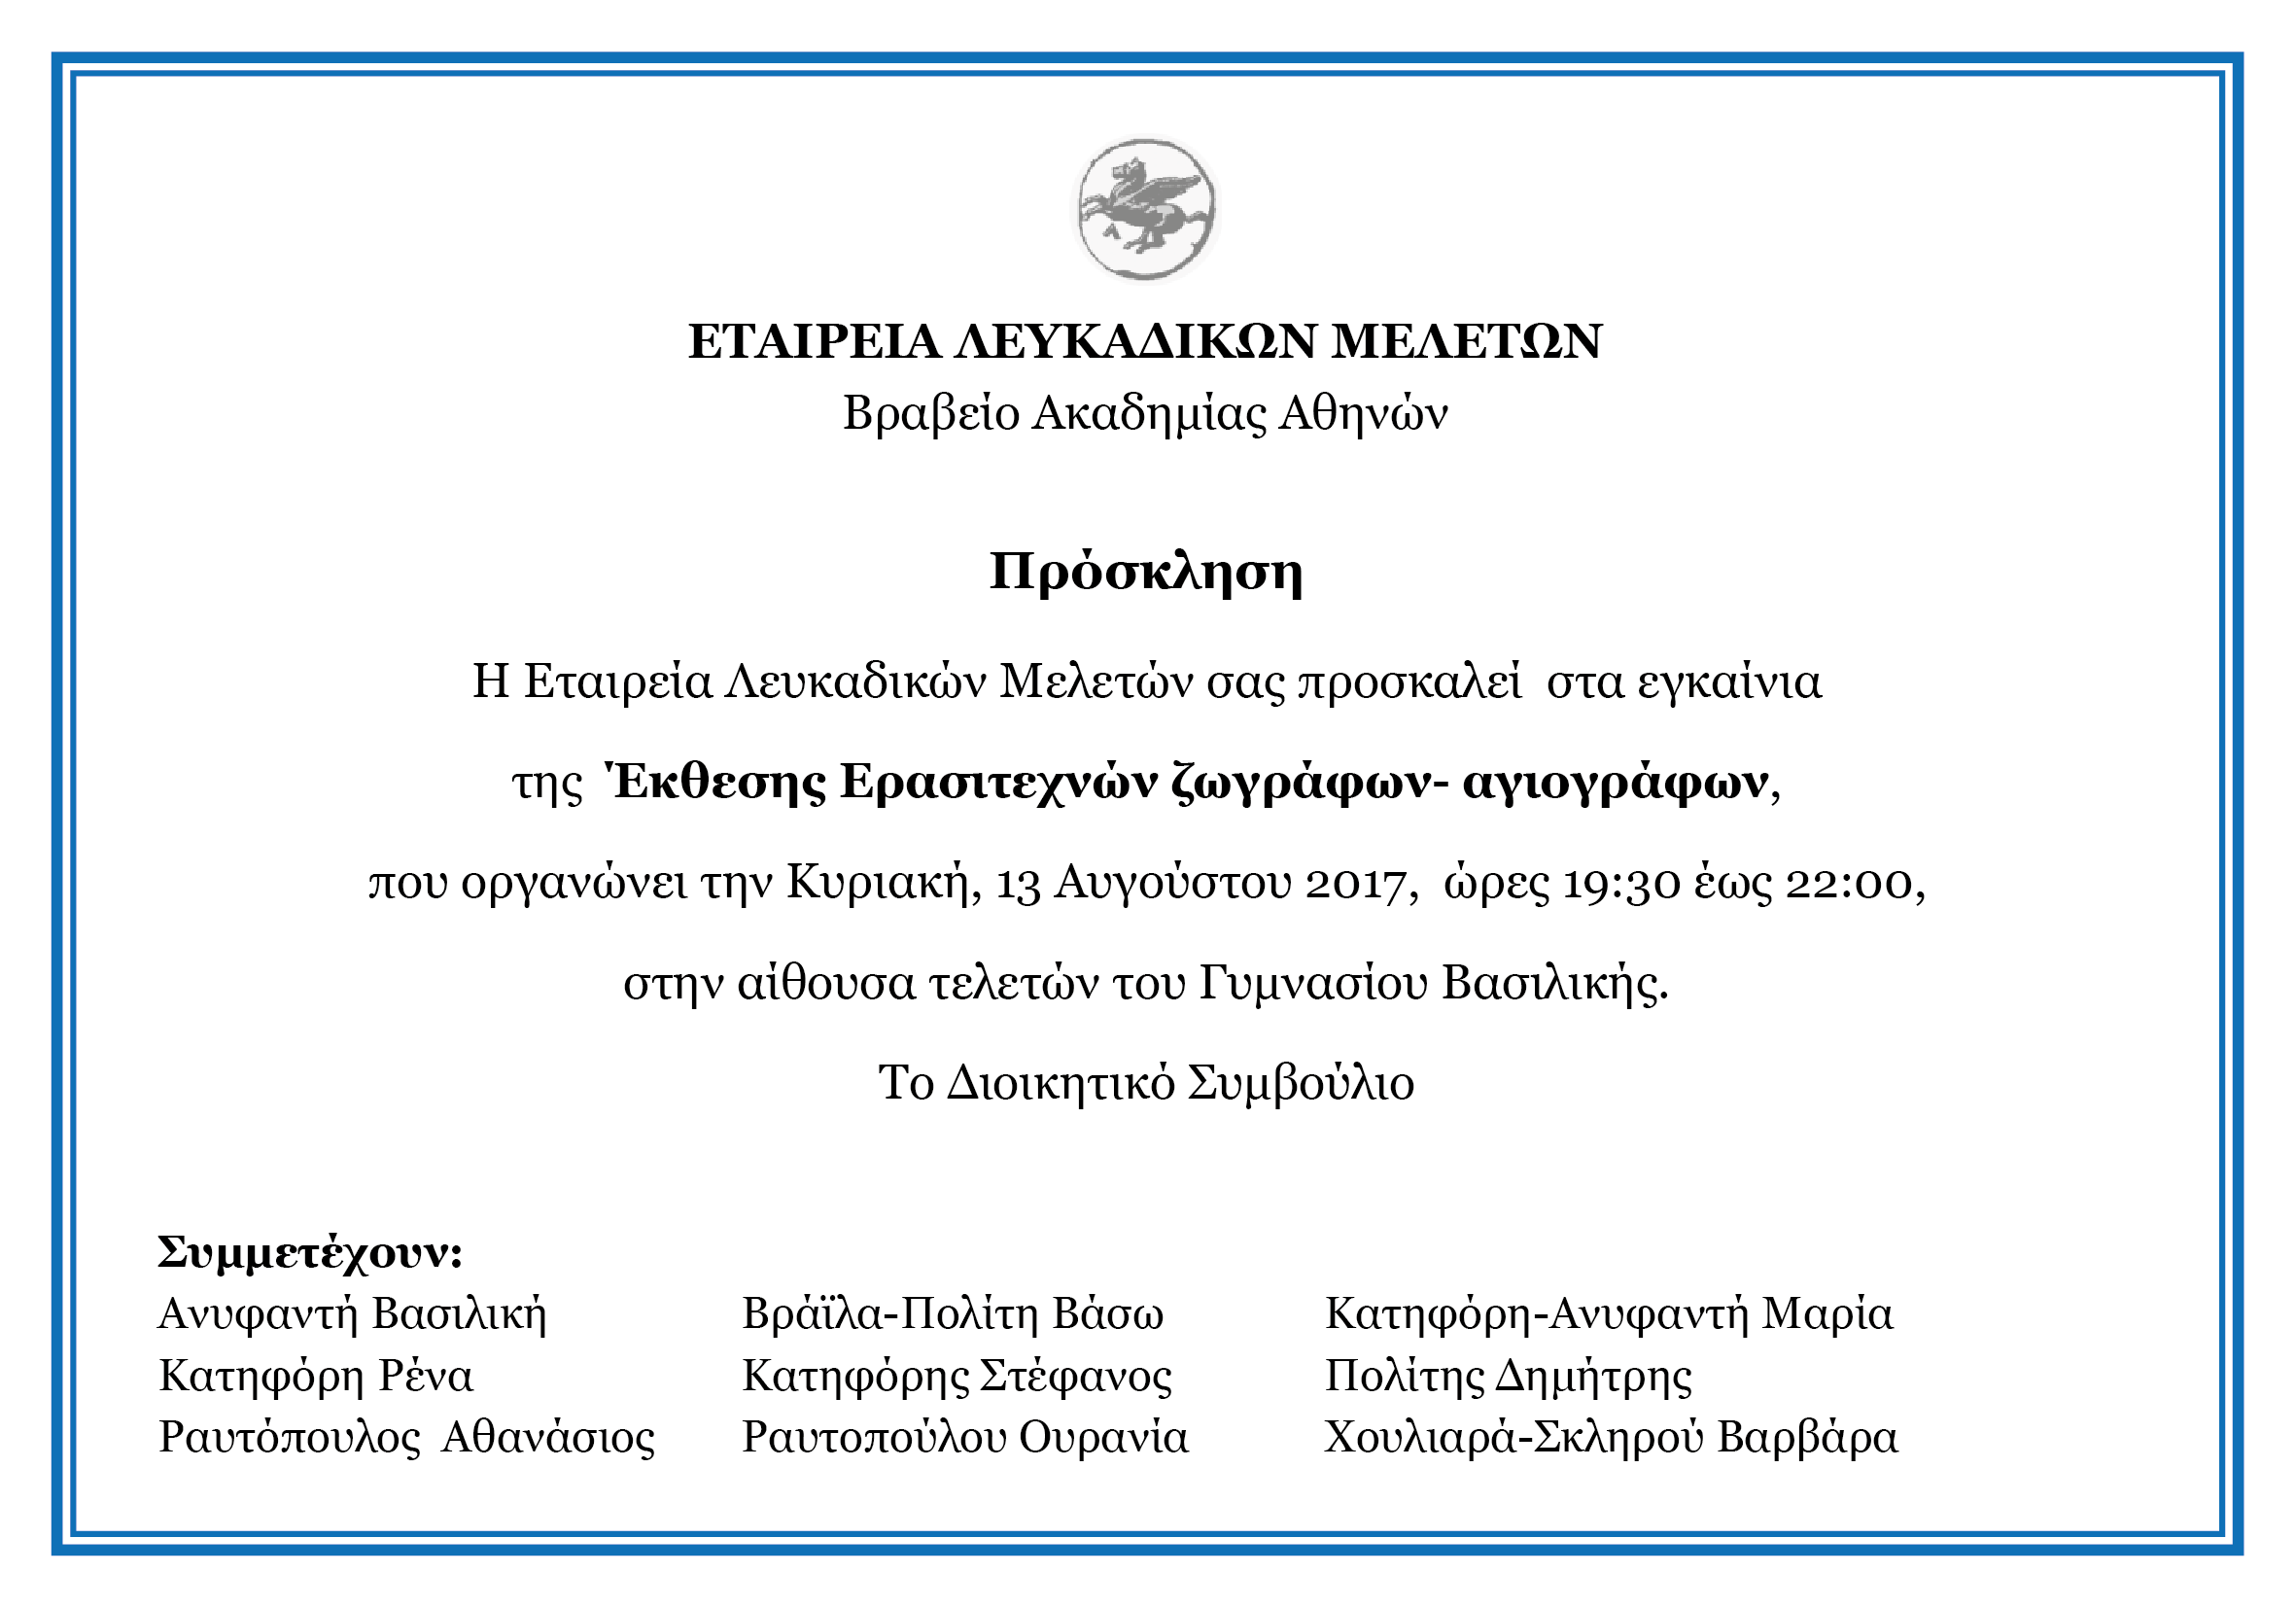 ΕΤΑΙΡΕΙΑ ΛΕΥΚΑΔΙΚΩΝ ΜΕΛΕΤΩΝ
Βραβείο Ακαδημίας Αθηνών
Πρόσκληση
Η Εταιρεία Λευκαδικών Μελετών σας προσκαλεί στα εγκαίνια
της Έκθεσης Ερασιτεχνών ζωγράφων- αγιογράφων,
που οργανώνει την Κυριακή, 13 Αυγούστου 2017, ώρες 19:30 έως 22:00,
στην αίθουσα τελετών του Γυμνασίου Βασιλικής.
Το Διοικητικό Συμβούλιο
Συμμετέχουν:
Ανυφαντή Βασιλική Βράϊλα-Πολίτη Βάσω Κατηφόρη-Ανυφαντή Μαρία
Κατηφόρη Ρένα Κατηφόρης Στέφανος Πολίτης Δημήτρης
Ραυτόπουλος Αθανάσιος Ραυτοπούλου Ουρανία Χουλιαρά-Σκληρού Βαρβάρα